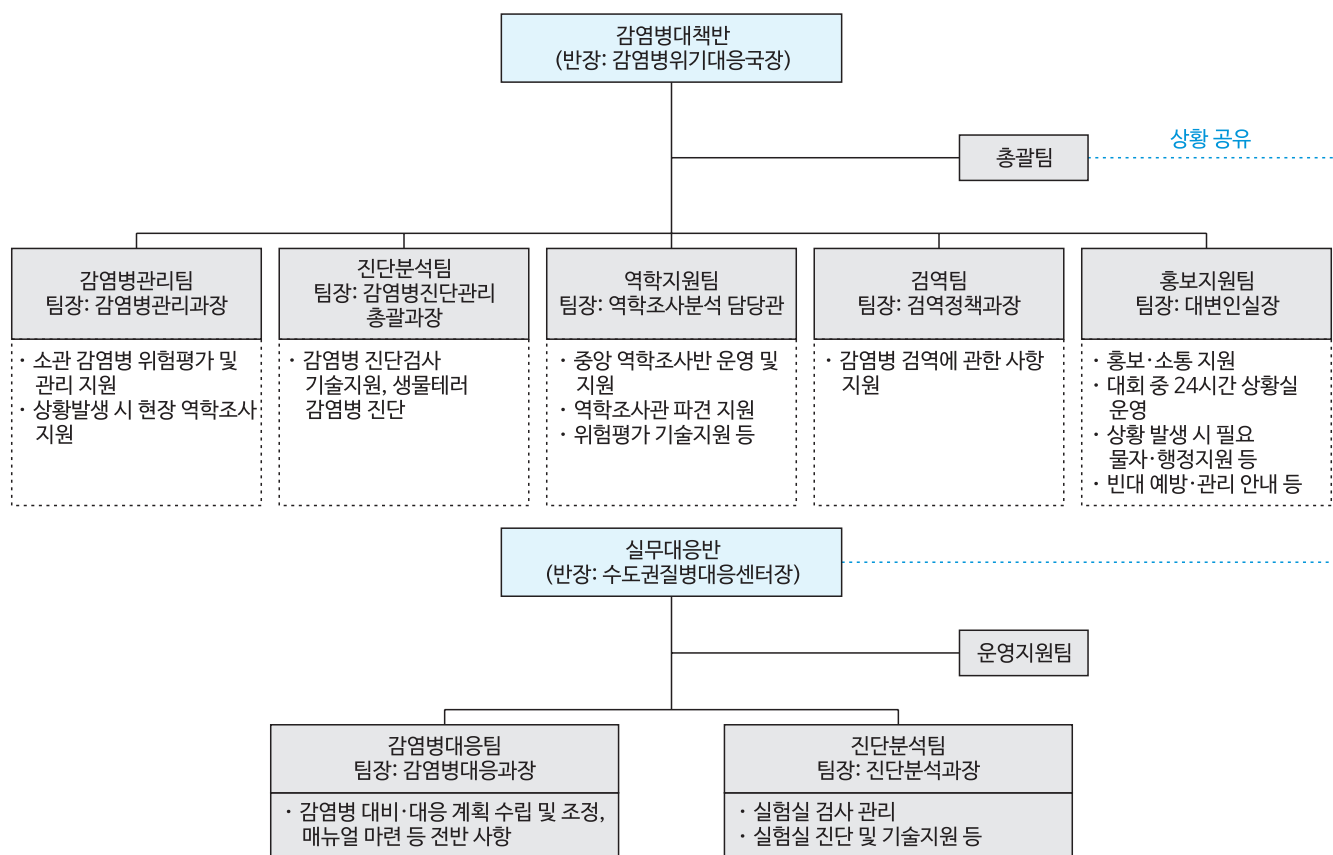 감염병대책반
(반장: 감염병위기대응국장)
상황 공유
총괄팀
감염병관리팀
팀장: 감염병관리과장
· 소관 감염병 위험평가 및
관리 지원
· 상황발생 시 현장 역학조사
지원
진단분석팀
팀장: 감염병진단관리
총괄과장
· 감염병 진단검사
기술지원, 생물테러
감염병 진단
역학지원팀
팀장: 역학조사분석 담당관
· 중앙 역학조사반 운영 및
지원
· 역학조사관 파견 지원
· 위험평가 기술지원 등
검역팀
팀장: 검역정책과장
· 감염병 검역에 관한 사항
지원
홍보지원팀
팀장: 대변인실장
· 홍보·소통 지원
· 대회 중 24시간 상황실
운영
· 상황 발생 시 필요
물자·행정지원 등
· 빈대 예방·관리 안내 등
실무대응반
(반장: 수도권질병대응센터장)
운영지원팀
감염병대응팀
팀장: 감염병대응과장
· 감염병 대비·대응 계획 수립 및 조정,
매뉴얼 마련 등 전반 사항
진단분석팀
팀장: 진단분석과장
· 실험실 검사 관리
· 실험실 진단 및 기술지원 등